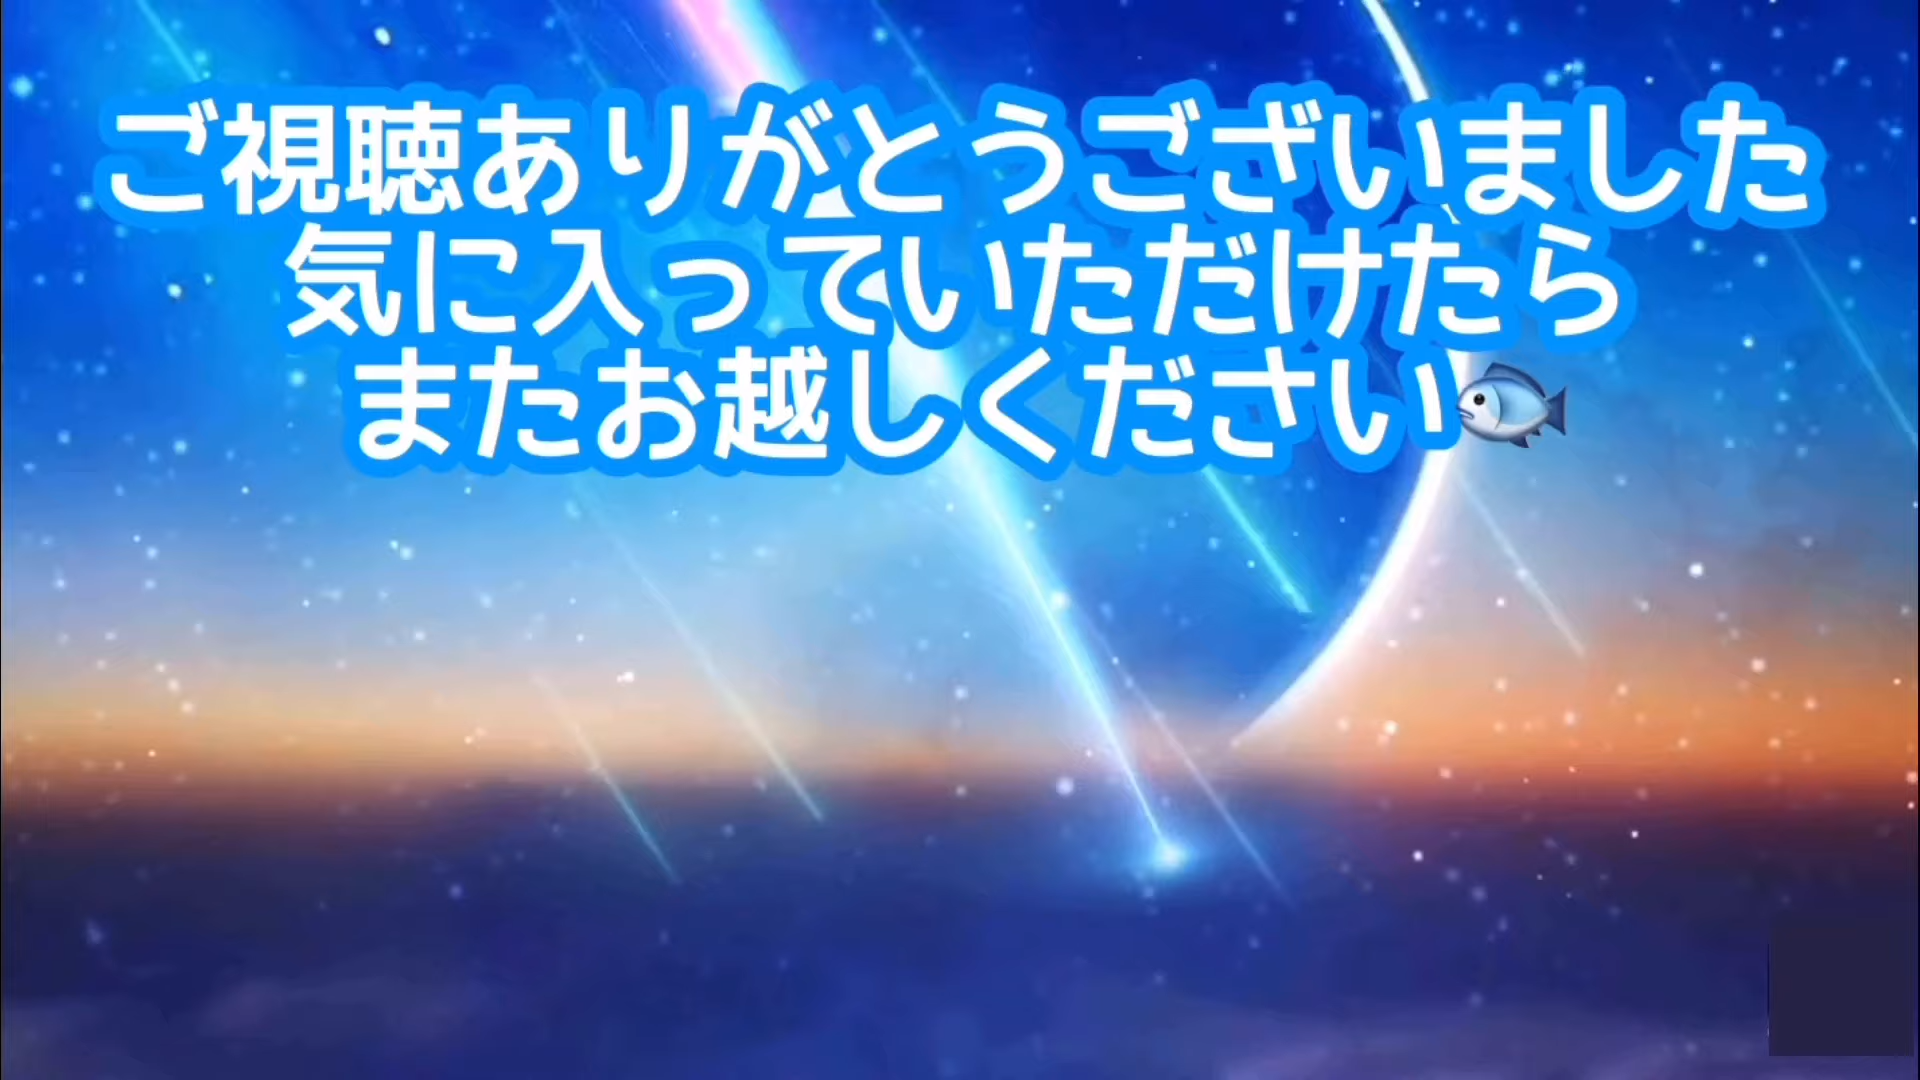 ご視聴ありがとうございました
気に入っていただけたら
またお越しください🐟